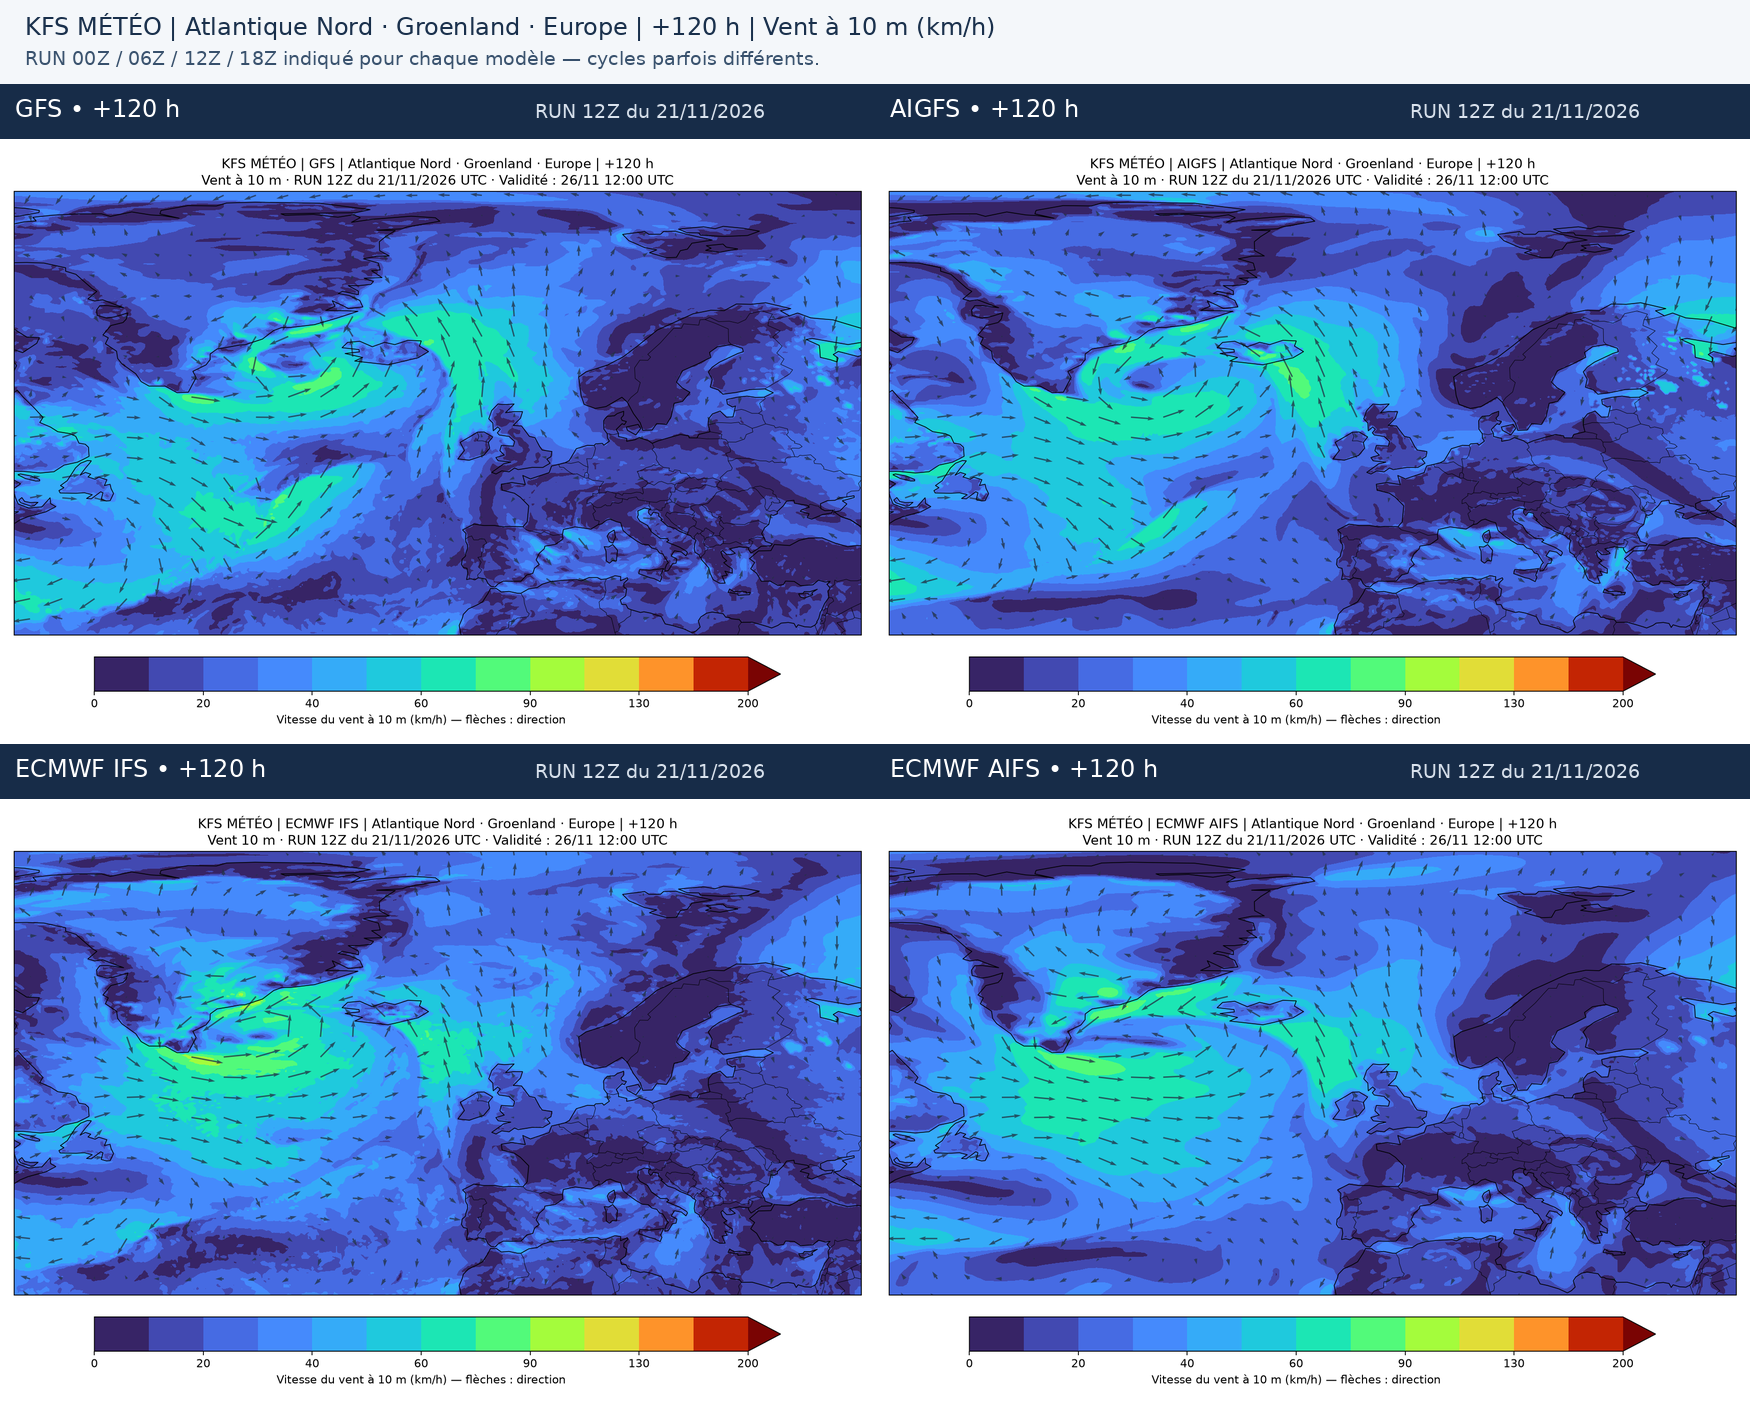 KFS MÉTÉO | Atlantique Nord · Groenland · Europe | +120 h | Vent à 10 m (km/h)
RUN 00Z / 06Z / 12Z / 18Z indiqué pour chaque modèle — cycles parfois différents.
GFS • +120 h RUN 12Z du 21/11/2026
KFS MÉTÉO | GFS | Atlantique Nord · Groenland · Europe | +120 h
Vent à 10 m · RUN 12Z du 21/11/2026 UTC · Validité : 26/11 12:00 UTC
0 20 40 60 90 130 200
Vitesse du vent à 10 m (km/h) — flèches : direction
AIGFS • +120 h RUN 12Z du 21/11/2026
KFS MÉTÉO | AIGFS | Atlantique Nord · Groenland · Europe | +120 h
Vent à 10 m · RUN 12Z du 21/11/2026 UTC · Validité : 26/11 12:00 UTC
0 20 40 60 90 130 200
Vitesse du vent à 10 m (km/h) — flèches : direction
ECMWF IFS • +120 h RUN 12Z du 21/11/2026
KFS MÉTÉO | ECMWF IFS | Atlantique Nord · Groenland · Europe | +120 h
Vent 10 m · RUN 12Z du 21/11/2026 UTC · Validité : 26/11 12:00 UTC
0 20 40 60 90 130 200
Vitesse du vent à 10 m (km/h) — flèches : direction
ECMWF AIFS • +120 h RUN 12Z du 21/11/2026
KFS MÉTÉO | ECMWF AIFS | Atlantique Nord · Groenland · Europe | +120 h
Vent 10 m · RUN 12Z du 21/11/2026 UTC · Validité : 26/11 12:00 UTC
0 20 40 60 90 130 200
Vitesse du vent à 10 m (km/h) — flèches : direction